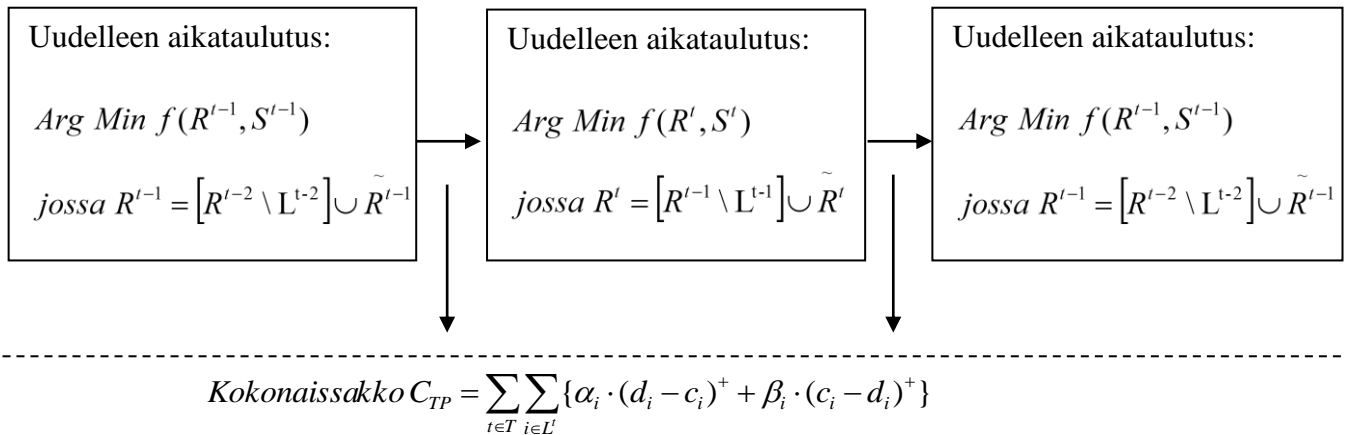 Uudelleen aikataulutus:
Arg Min f(R^{t−1}, S^{t−1})
jossa R^{t−1} = [R^{t−2} \ L^{t-2}] ∪ R̃^{t−1}
Uudelleen aikataulutus:
Arg Min f(R^t, S^t)
jossa R^t = [R^{t−1} \ L^{t-1}] ∪ R̃^t
Uudelleen aikataulutus:
Arg Min f(R^{t−1}, S^{t−1})
jossa R^{t−1} = [R^{t−2} \ L^{t-2}] ∪ R̃^{t−1}
Kokonaissakko C_{TP} = ∑_{t∈T} ∑_{i∈L^t} {α_i · (d_i − c_i)^+ + β_i · (c_i − d_i)^+}